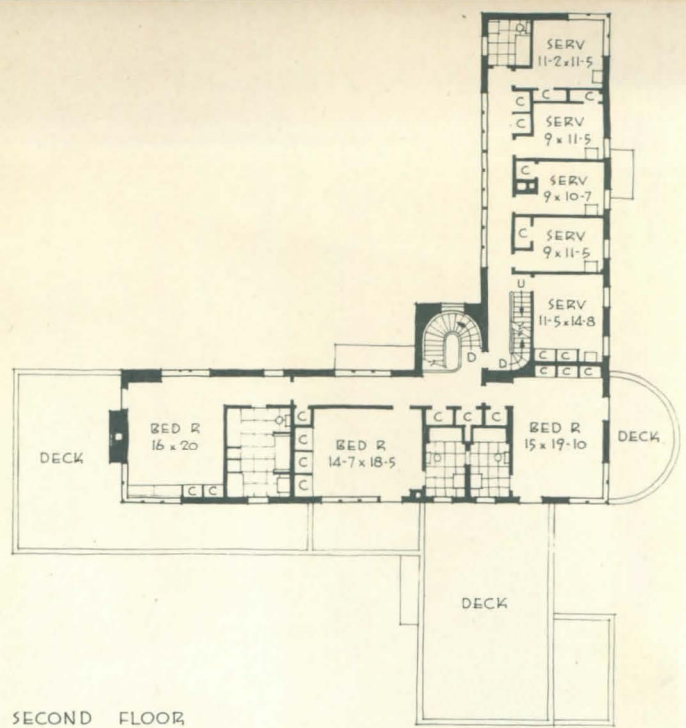 SERV
11-2 x 11-5
C
C
C
C
SERV
9 x 11-5
C
SERV
9 x 10-7
C
SERV
9 x 11-5
U
SERV
11-5 x 14-8
D
D
C
C
C
C
C
DECK
BED R
16 x 20
C
C
C
C
C
C
BED R
14-7 x 18-5
C
C
C
BED R
15 x 19-10
DECK
DECK
SECOND FLOOR